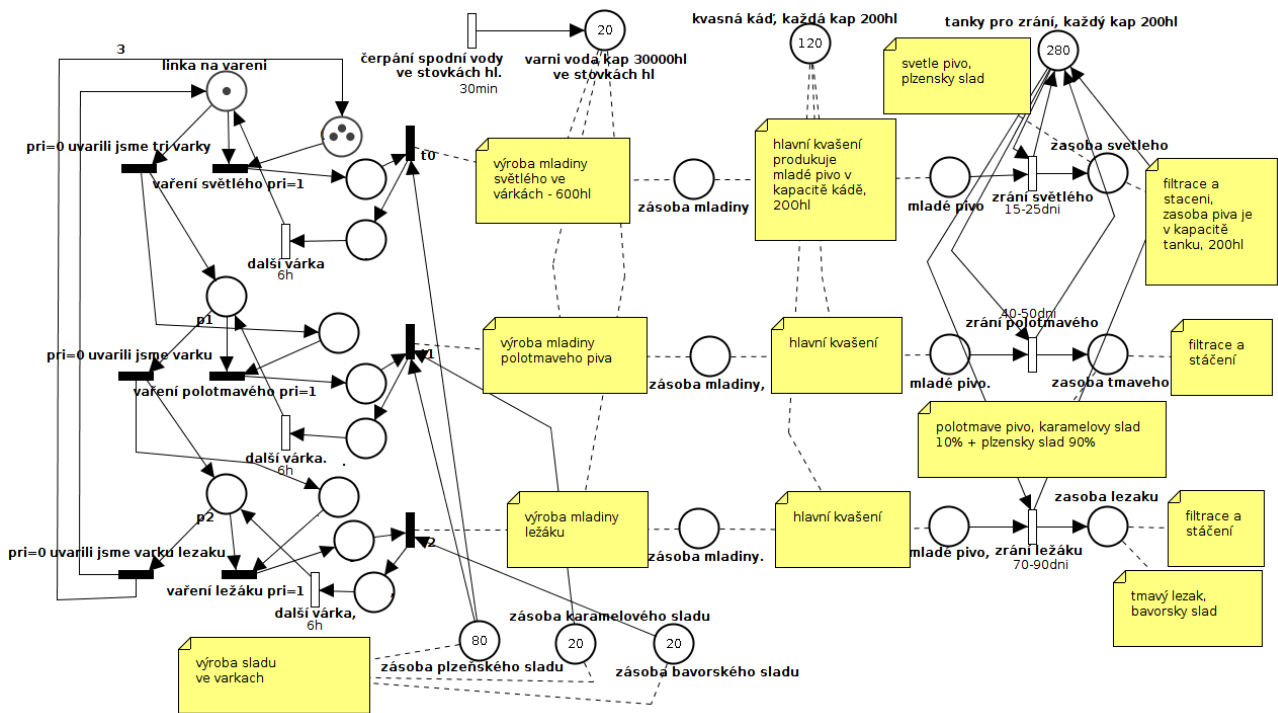 3
linka na vareni
čerpání spodní vody
ve stovkách hl.
30min
20
varni voda kap 30000hl
ve stovkách hl
kvasná káď, každá kap 200hl
120
tanky pro zrání, každý kap 200hl
280
svetle pivo,
plzensky slad
pri=0 uvarili jsme tri varky
vaření světlého pri=1
t0
další várka
6h
výroba mladiny
světlého ve
várkách - 600hl
zásoba mladiny
hlavní kvašení
produkuje
mladé pivo v
kapacitě kádě,
200hl
mladé pivo
zrání světlého
15-25dni
zasoba svetleho
filtrace a
staceni,
zasoba piva je
v kapacitě
tanku, 200hl
p1
pri=0 uvarili jsme varku
vaření polotmavého pri=1
t1
další várka.
6h
výroba mladiny
polotmaveho piva
zásoba mladiny,
hlavní kvašení
mladé pivo.
40-50dni
zrání polotmavého
zasoba tmaveho
filtrace a
stáčení
polotmave pivo, karamelovy slad
10% + plzensky slad 90%
p2
pri=0 uvarili jsme varku lezaku
vaření ležáku pri=1
t2
další várka,
6h
výroba mladiny
ležáku
zásoba mladiny.
hlavní kvašení
mladé pivo,
zrání ležáku
70-90dni
zasoba lezaku
filtrace a
stáčení
tmavý lezak,
bavorsky slad
výroba sladu
ve varkach
80
zásoba plzeňského sladu
zásoba karamelového sladu
20
20
zásoba bavorského sladu